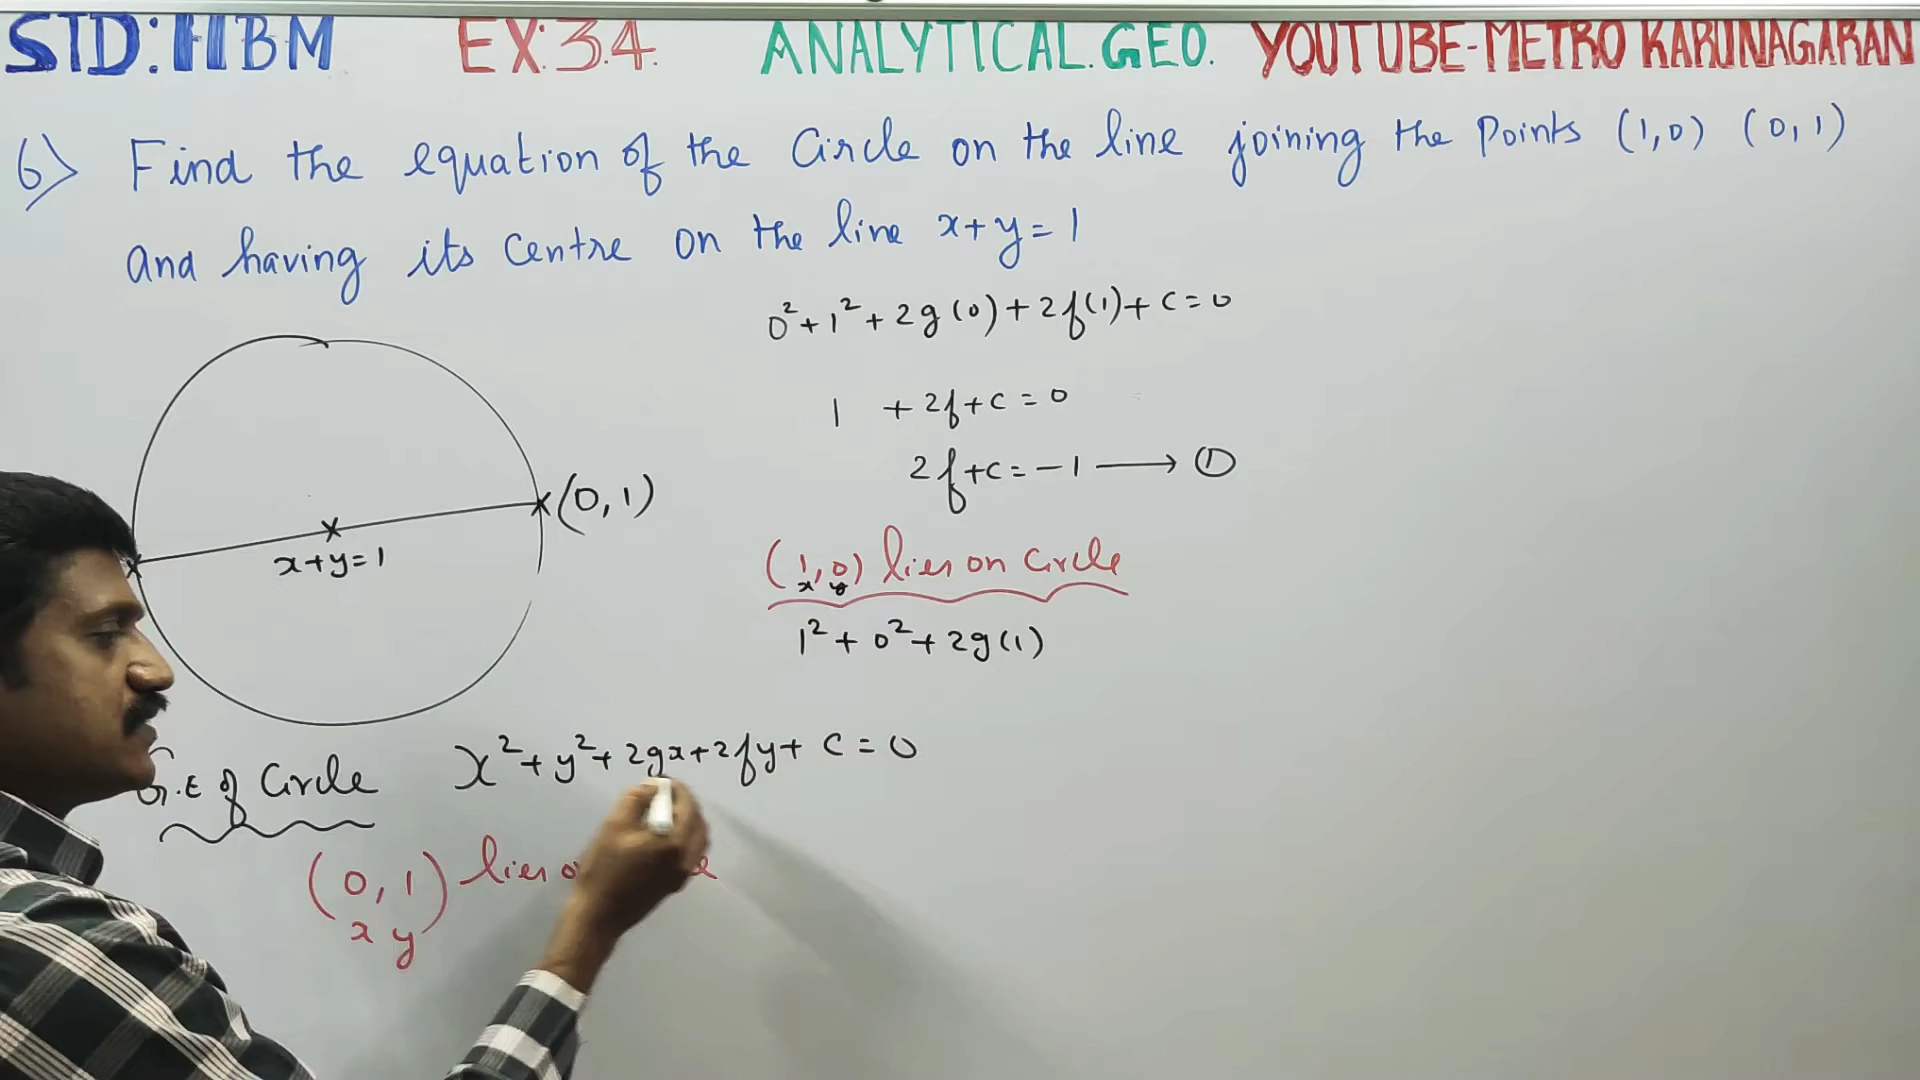 STD: 11 BM EX: 3.4. ANALYTICAL. GEO. YOUTUBE-METRO KARUNAGARAN
6) Find the equation of the Circle on the line joining the Points (1,0) (0,1)
and having its Centre on the line x+y=1
0²+1²+2g(0)+2f(1)+c=0
1 +2f+c=0
2f+c=-1 → ①
(0,1)
x+y=1
(1,0) lies on Circle
x y
1²+0²+2g(1)
G.E of Circle x²+y²+2gx+2fy+c=0
(0,1) lies
x y